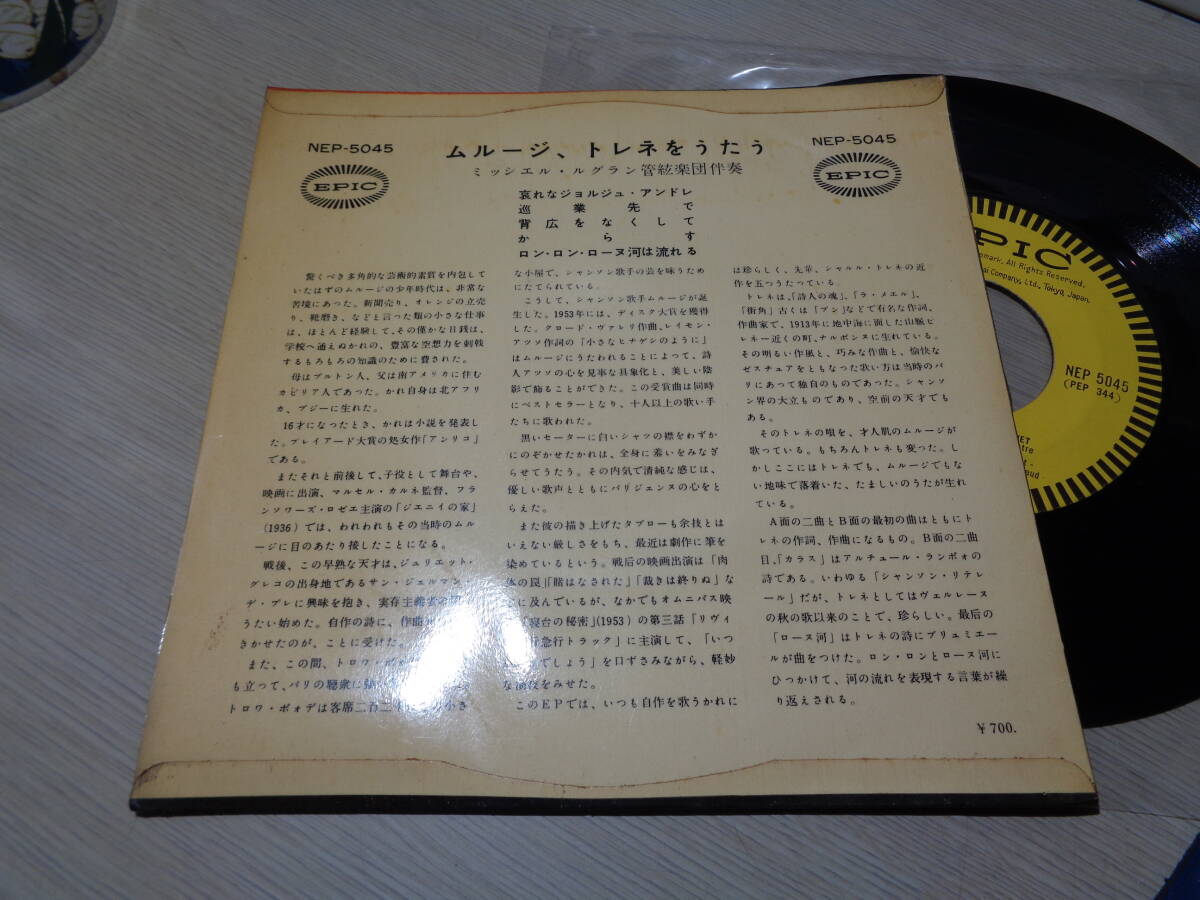 NEP-5045
ムルージ、トレネをうたう
NEP-5045
EPIC
ミッシエル・ルグラン管絃楽団伴奏
EPIC
哀れなジョルジュ・アンドレ
巡業先で
背広をなくして
からす
ロン・ロン・ローヌ河は流れる
驚くべき多角的な芸術的素質を内包して
いたはずのムルージの少年時代は、非常な
苦境にあった。新聞売り、オレンジの立売
り、靴磨き、などと言った類の小さな仕事
は、ほとんど経験して、その僅かな日銭は、
学校へ通えぬかれの、豊富な空想力を刺戟
するもろもろの知識のために費された。
母はブルトン人、父は南アメリカに住む
カビリア人であった。かれ自身は北アフリ
カ、ブジーに生れた。
16才になったとき、かれは小説を発表し
た。プレイアード大賞の処女作「アンリコ」
である。
またそれと前後して、子役として舞台や、
映画に出演、マルセル・カルネ監督、フラ
ンソワーズ・ロゼエ主演の「ジエニイの家」
(1936)では、われわれもその当時のムル
ージに目のあたり接したことになる。
戦後、この早熟な天才は、ジュリエット・
グレコの出身地であるサン・ジェルマン・
デ・プレに興味を抱き、実存主義者の
うたい始めた。自作の詩に、作曲
きかせたのが、ことに受けた。
また、この間、トロワ・ボ
も立って、パリの聴衆に
トロワ・ボォデは客席二百二 の小さ
な小屋で、シャンソン歌手の芸を味うため
にたてられている。
こうして、シャンソン歌手ムルージが誕
生した。1953年には、ディスク大賞を獲得
した。クロード・ヴァレリ作曲、レイモン・
アッソ作詞の「小さなヒナゲシのように」
はムルージにうたわれることによって、詩
人アッソの心を見事な具象化と、美しい陰
影で飾ることができた。この受賞曲は同時
にベストセラーとなり、十人以上の歌い手
たちに歌われた。
黒いセーターに白いシャツの襟をわずか
にのぞかせたかれは、全身に羞いをみなぎ
らせてうたう。その内気で清純な感じは、
優しい歌声とともにパリジェンヌの心をと
らえた。
また彼の描き上げたタブローも余技とは
いえない厳しさをもち、最近は劇作に筆を
染めているという。戦后の映画出演は「肉
体の罠」「賭はなされた」「裁きは終りぬ」な
に及んでいるが、なかでもオムニバス映
「寝台の秘密」(1953)の第三話「リヴィ
急行トラック」に主演して、「いつ
でしょう」を口ずさみながら、軽妙
な演技をみせた。
このEPでは、いつも自作を歌うかれに
は珍らしく、先輩、シャルル・トレネの近
作を五つうたっている。
トレネは、「詩人の魂」、「ラ・メエル」、
「街角」古くは「ブン」などで有名な作詞、
作曲家で、1913年に地中海に面した山脈ピ
レネー近くの町、ナルボンヌに生れている。
その明るい作風と、巧みな作曲と、愉快な
ゼスチュアをともなった歌い方は当時のパ
リにあって独自のものであった。シャンソ
ン界の大立ものであり、空前の天才でも
ある。
そのトレネの唄を、才人肌のムルージが
歌っている。もちろんトレネも変った。し
かしここにはトレネでも、ムルージでもな
い地味で落着いた、たましいのうたが生れ
ている。
A面の二曲とB面の最初の曲はともにト
レネの作詞、作曲になるもの。B面の二曲
目、「カラス」はアルチュール・ランボォの
詩である。いわゆる「シャンソン・リテレ
ール」だが、トレネとしてはヴェルレーヌ
の秋の歌以来のことで、珍らしい。最后の
「ローヌ河」はトレネの詩にブリュミエー
ルが曲をつけた。ロン・ロンとローヌ河に
ひっかけて、河の流れを表現する言葉が繰
り返えされる。
¥700.
EPIC
All Rights Reserved.
Company, Ltd., Tokyo, Japan.
NEP 5045
(PEP 344)